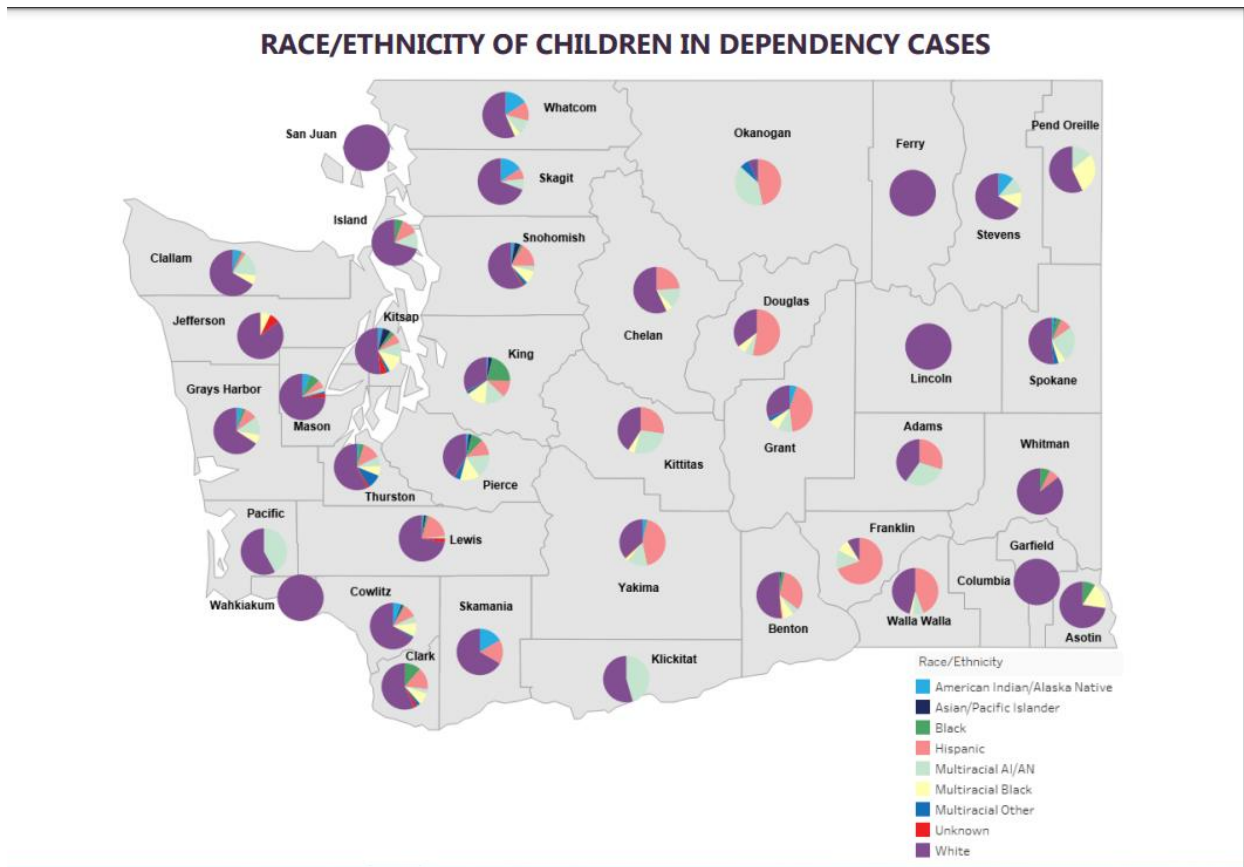 RACE/ETHNICITY OF CHILDREN IN DEPENDENCY CASES
Whatcom
San Juan
Okanogan
Ferry
Pend Oreille
Skagit
Stevens
Island
Snohomish
Clallam
Douglas
Chelan
Jefferson
Kitsap
King
Lincoln
Spokane
Grays Harbor
Mason
Kittitas
Grant
Adams
Whitman
Thurston
Pierce
Pacific
Lewis
Franklin
Garfield
Yakima
Columbia
Wahkiakum
Cowlitz
Skamania
Benton
Walla Walla
Asotin
Clark
Klickitat
Race/Ethnicity
American Indian/Alaska Native
Asian/Pacific Islander
Black
Hispanic
Multiracial AI/AN
Multiracial Black
Multiracial Other
Unknown
White